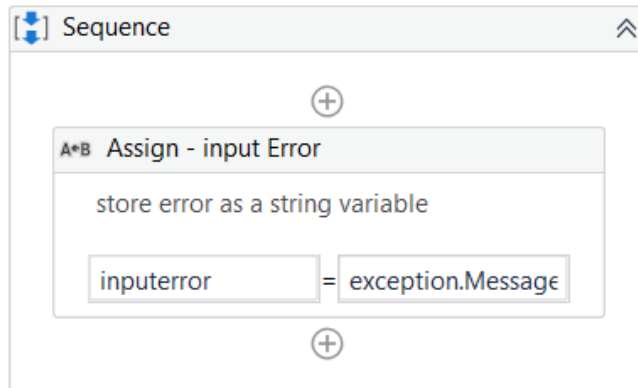 Sequence
A+B Assign - input Error
store error as a string variable
inputerror = exception.Message